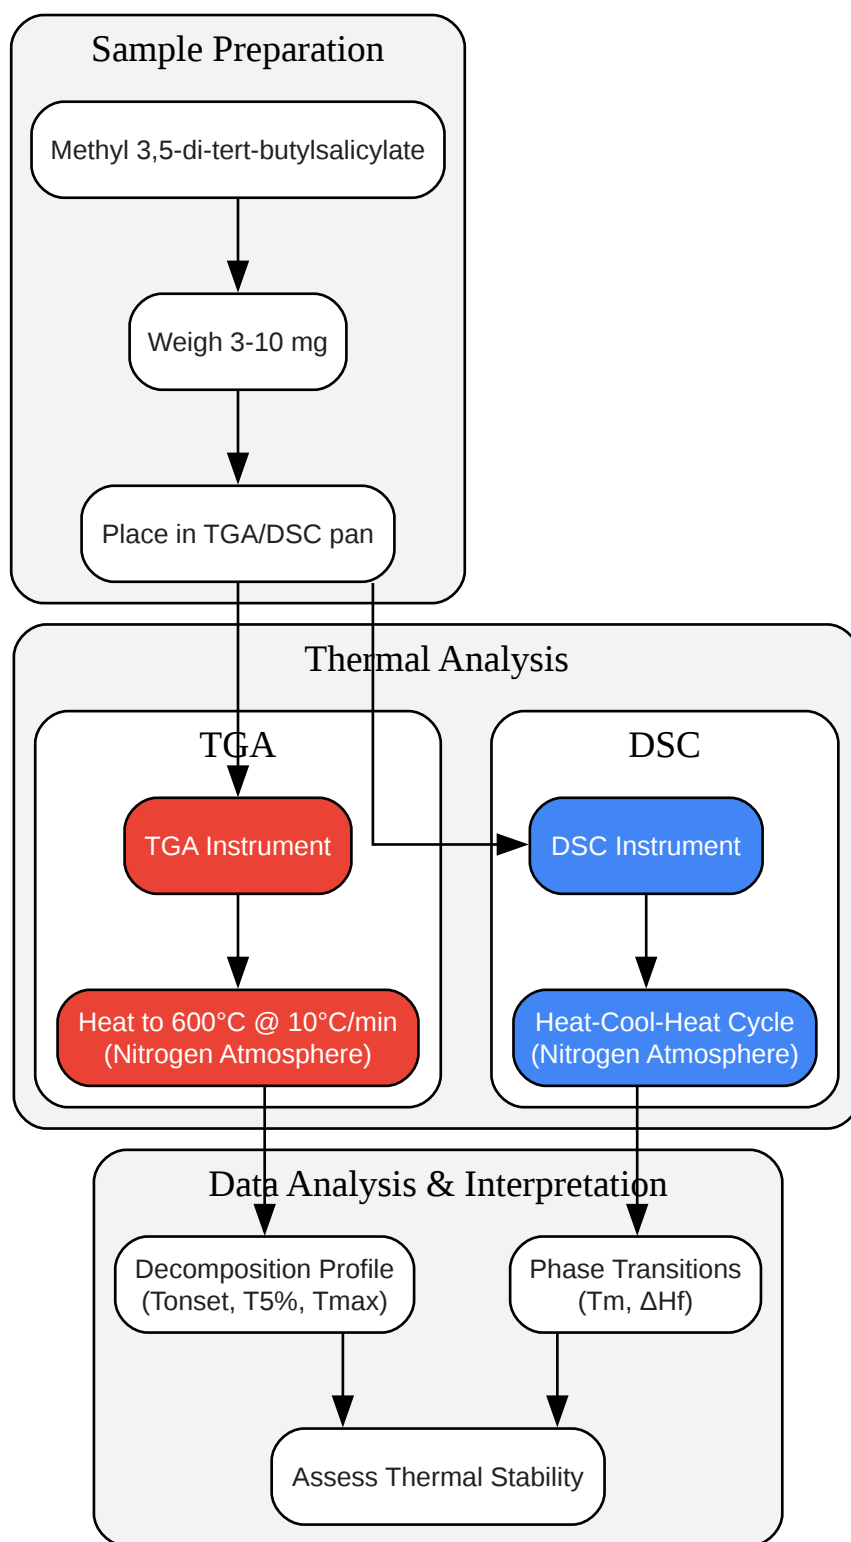 Sample Preparation
Methyl 3,5-di-tert-butylsalicylate
Weigh 3-10 mg
Place in TGA/DSC pan
Thermal Analysis
TGA
DSC
TGA Instrument
DSC Instrument
Heat to 600°C @ 10°C/min
(Nitrogen Atmosphere)
Heat-Cool-Heat Cycle
(Nitrogen Atmosphere)
Data Analysis & Interpretation
Decomposition Profile
(Tonset, T5%, Tmax)
Phase Transitions
(Tm, ΔHf)
Assess Thermal Stability